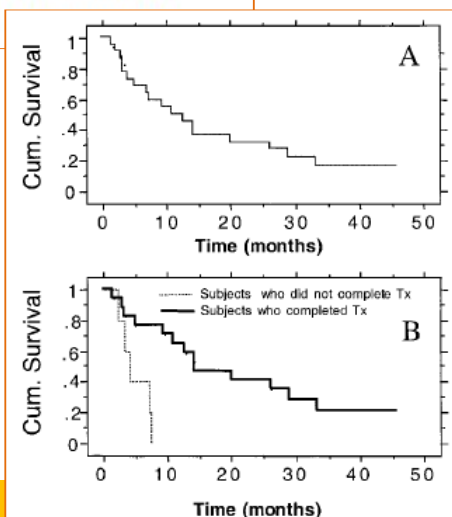 A
Cum. Survival
1
.8
.6
.4
.2
0
0 10 20 30 40 50
Time (months)
Subjects who did not complete Tx
Subjects who completed Tx
B
Cum. Survival
1
.8
.6
.4
.2
0
0 10 20 30 40 50
Time (months)